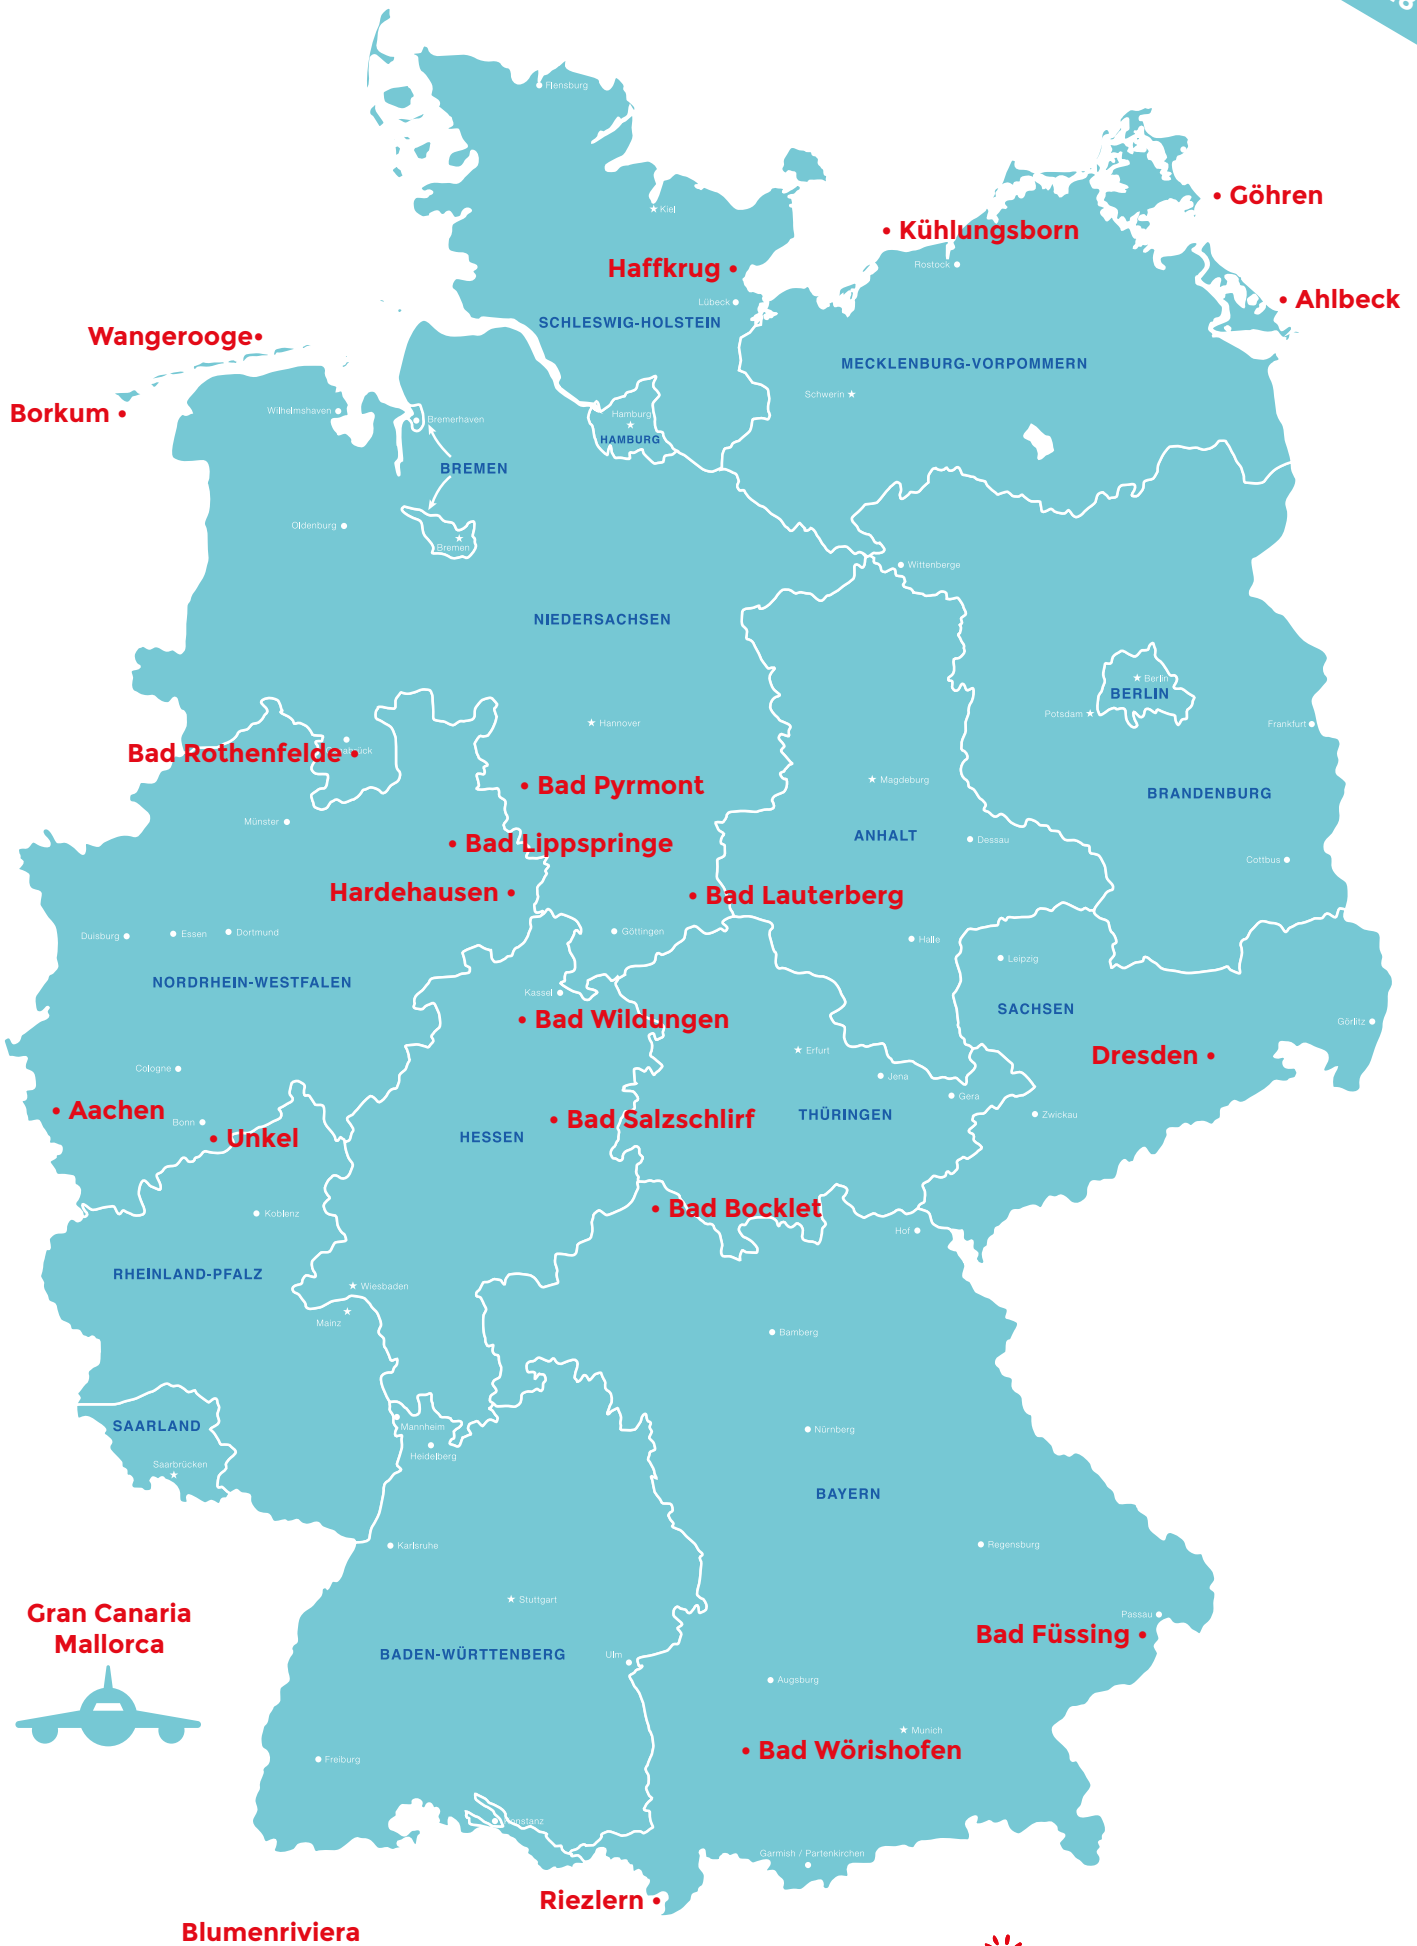 Flensburg
Göhren
Kiel
Kühlungsborn
Rostock
Haffkrug
Ahlbeck
Lübeck
SCHLESWIG-HOLSTEIN
Wangerooge
MECKLENBURG-VORPOMMERN
Schwerin
Borkum
Wilhelmshaven
Bremerhaven
Hamburg
HAMBURG
BREMEN
Oldenburg
Bremen
Wittenberge
NIEDERSACHSEN
Berlin
BERLIN
Potsdam
Hannover
Frankfurt
Bad Rothenfelde
Bad Pyrmont
Magdeburg
BRANDENBURG
Münster
ANHALT
Dessau
Bad Lippspringe
Cottbus
Hardehausen
Bad Lauterberg
Duisburg
Essen
Dortmund
Göttingen
Halle
Leipzig
NORDRHEIN-WESTFALEN
Kassel
SACHSEN
Bad Wildungen
Görlitz
Erfurt
Dresden
Cologne
Jena
Gera
Aachen
Bad Salzschlirf
THÜRINGEN
Zwickau
Bonn
Unkel
HESSEN
Koblenz
Bad Bocklet
Hof
RHEINLAND-PFALZ
Wiesbaden
Mainz
Bamberg
SAARLAND
Mannheim
Nürnberg
Heidelberg
Saarbrücken
BAYERN
Karlsruhe
Regensburg
Stuttgart
Gran Canaria
Mallorca
Passau
Bad Füssing
BADEN-WÜRTTENBERG
Ulm
Augsburg
Munich
Bad Wörishofen
Freiburg
Garmish / Partenkirchen
Riezlern
Blumenriviera